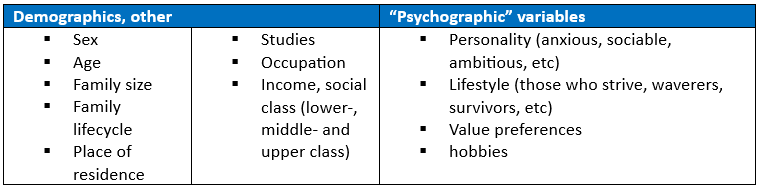 Demographics, other
▪ Sex
▪ Age
▪ Family size
▪ Family
lifecycle
▪ Place of
residence
▪ Studies
▪ Occupation
▪ Income, social
class (lower-,
middle- and
upper class)
“Psychographic” variables
▪ Personality (anxious, sociable,
ambitious, etc)
▪ Lifestyle (those who strive, waverers,
survivors, etc)
▪ Value preferences
▪ hobbies